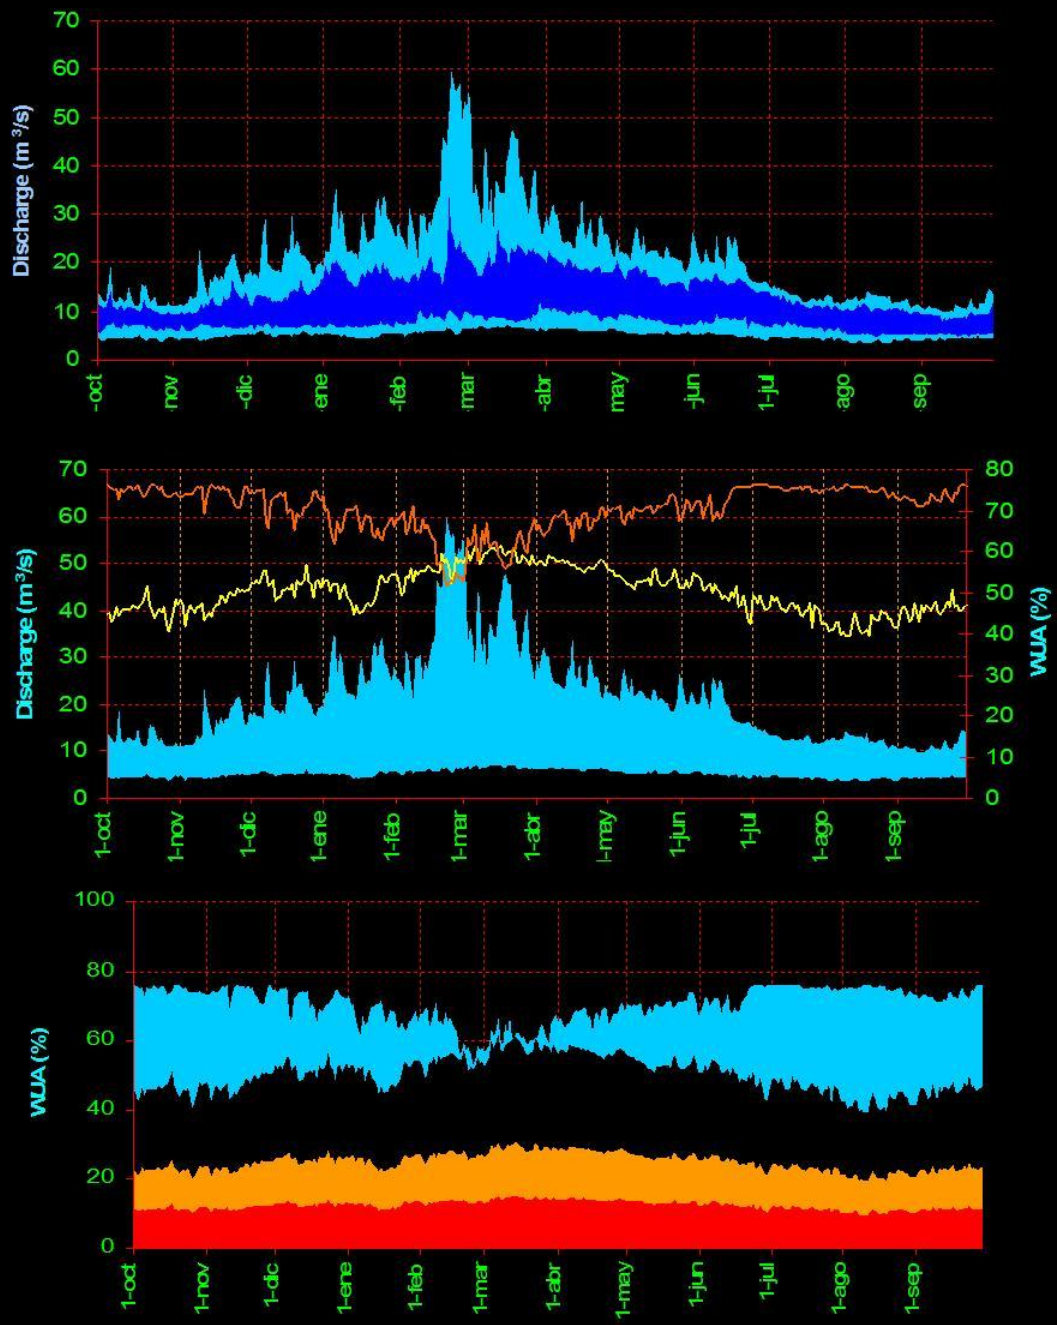 70
60
50
40
30
20
10
0
Discharge (m³/s)
-oct
-nov
-dic
-ene
-feb
-mar
-abr
may
-jun
1-jul
-ago
-sep
70
60
50
40
30
20
10
0
Discharge (m³/s)
80
70
60
50
40
30
20
10
0
WUA (%)
1-oct
1-nov
1-dic
1-ene
1-feb
1-mar
1-abr
l-may
1-jun
1-jul
1-ago
1-sep
100
80
60
40
20
0
WUA (%)
1-oct
1-nov
1-dic
1-ene
1-feb
1-mar
1-abr
1-may
1-jun
1-jul
1-ago
1-sep